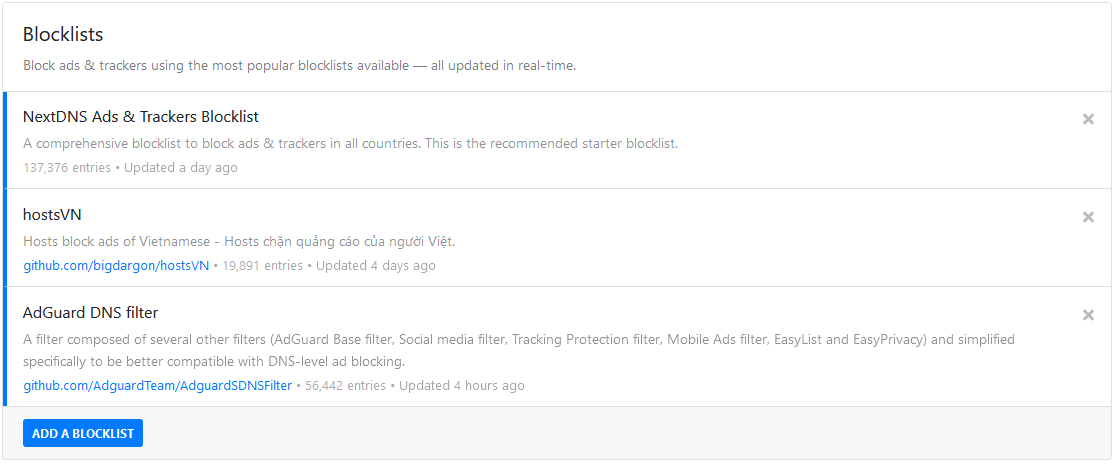 Blocklists
Block ads & trackers using the most popular blocklists available — all updated in real-time.
NextDNS Ads & Trackers Blocklist
A comprehensive blocklist to block ads & trackers in all countries. This is the recommended starter blocklist.
137,376 entries • Updated a day ago
hostsVN
Hosts block ads of Vietnamese - Hosts chặn quảng cáo của người Việt.
github.com/bigdargon/hostsVN • 19,891 entries • Updated 4 days ago
AdGuard DNS filter
A filter composed of several other filters (AdGuard Base filter, Social media filter, Tracking Protection filter, Mobile Ads filter, EasyList and EasyPrivacy) and simplified
specifically to be better compatible with DNS-level ad blocking.
github.com/AdguardTeam/AdguardSDNSFilter • 56,442 entries • Updated 4 hours ago
ADD A BLOCKLIST